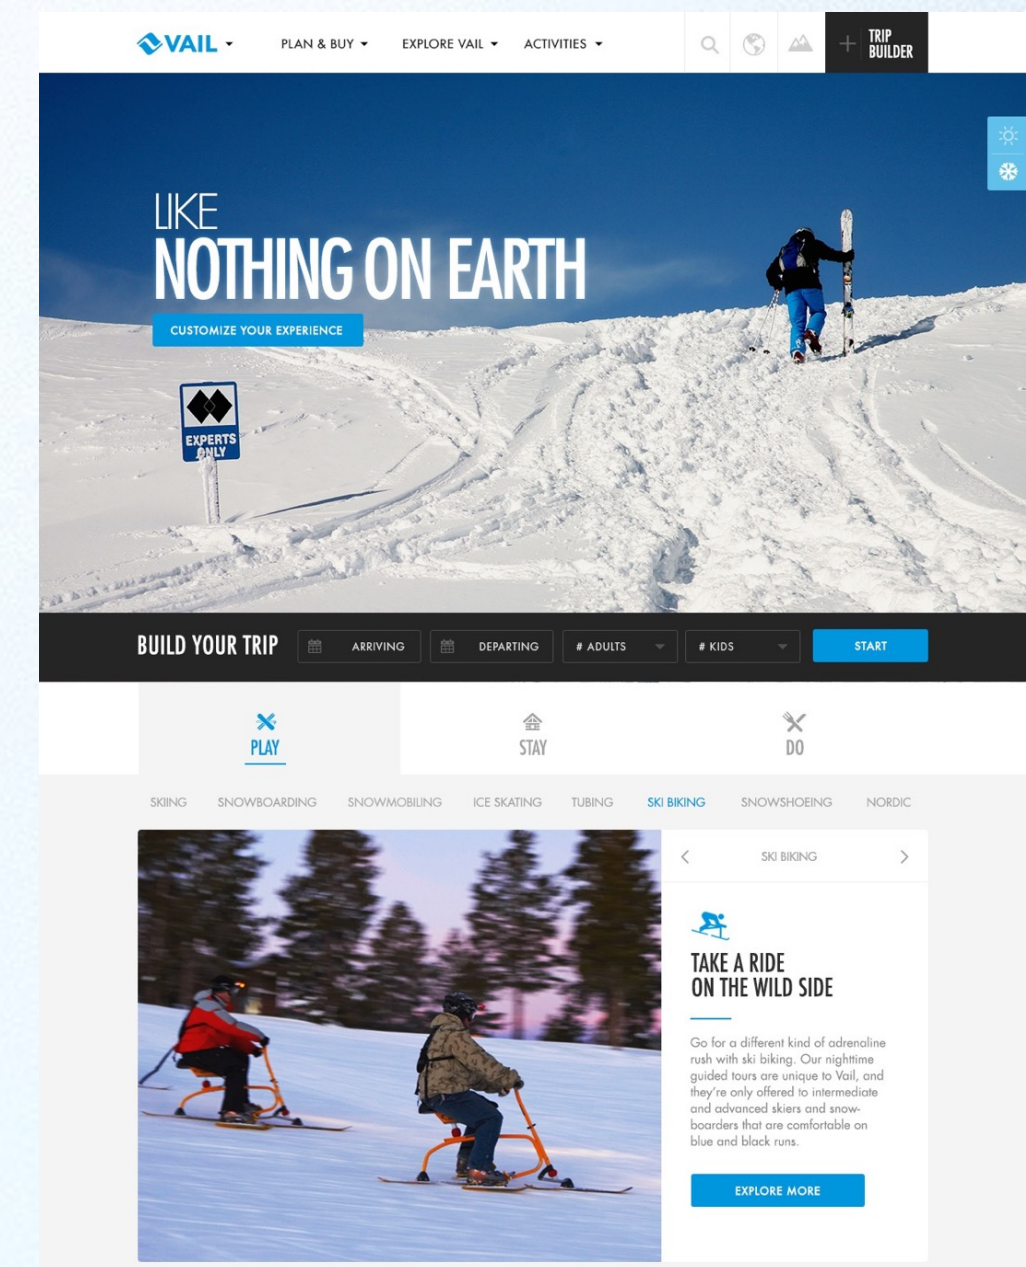 VAIL
PLAN & BUY
EXPLORE VAIL
ACTIVITIES
TRIP
BUILDER
LIKE
NOTHING ON EARTH
CUSTOMIZE YOUR EXPERIENCE
EXPERTS
ONLY
BUILD YOUR TRIP
ARRIVING
DEPARTING
# ADULTS
# KIDS
START
PLAY
STAY
DO
SKIING
SNOWBOARDING
SNOWMOBILING
ICE SKATING
TUBING
SKI BIKING
SNOWSHOEING
NORDIC
SKI BIKING
TAKE A RIDE
ON THE WILD SIDE
Go for a different kind of adrenaline
rush with ski biking. Our nighttime
guided tours are unique to Vail, and
they're only offered to intermediate
and advanced skiers and snow-
boarders that are comfortable on
blue and black runs.
EXPLORE MORE